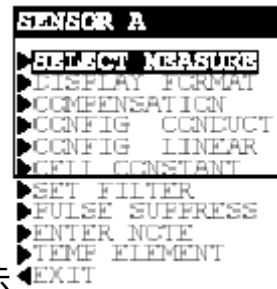 SENSOR A
▶SELECT MEASURE
▶DISPLAY FORMAT
▶COMPENSATION
▶CONFIG CONDUCT
▶CONFIG LINEAR
▶CELL CONSTANT
▶SET FILTER
▶PULSE SUPPRESS
▶ENTER NOTE
▶TEMP ELEMENT
◀EXIT